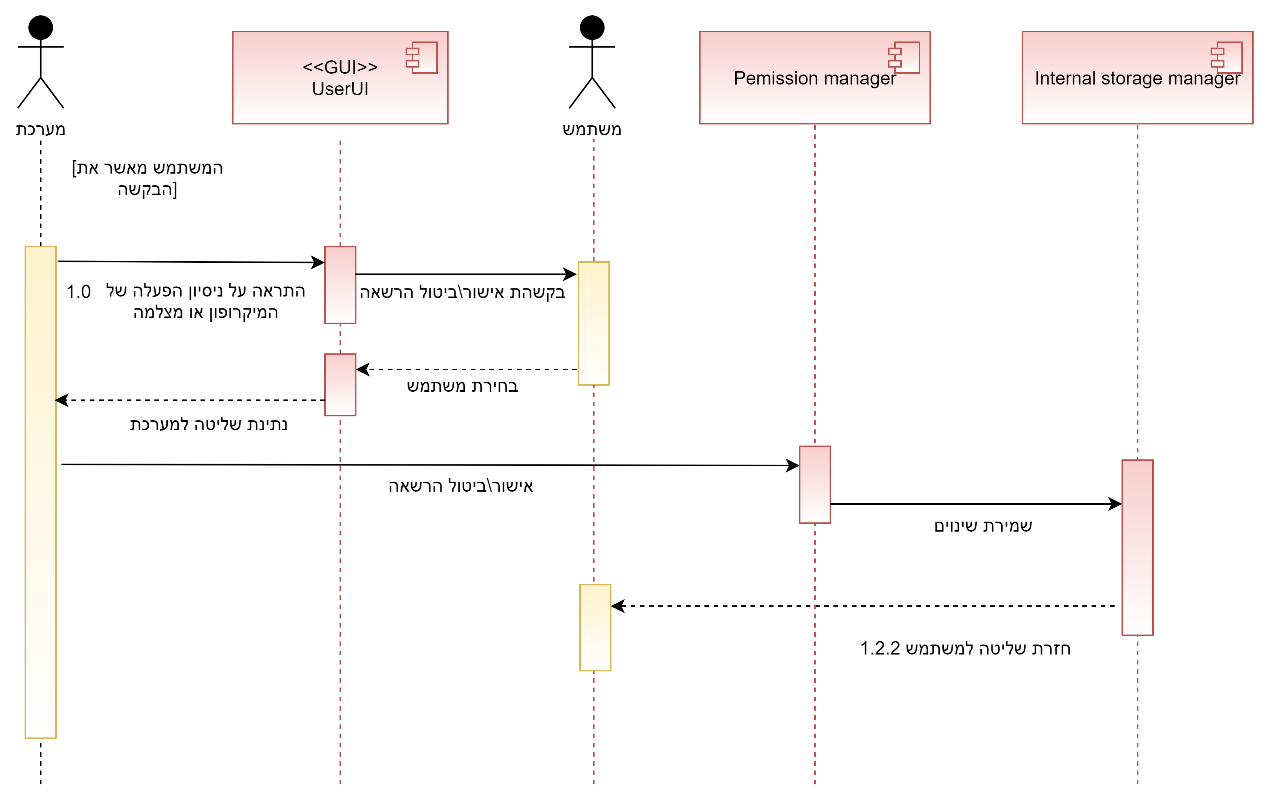 <<GUI>>
UserUI
Pemission manager
Internal storage manager
מערכת
משתמש
[המשתמש מאשר את
הבקשה]
1.0 התראה על ניסיון הפעלה של
המיקרופון או מצלמה
בקשהת אישור\ביטול הרשאה
בחירת משתמש
נתינת שליטה למערכת
אישור\ביטול הרשאה
שמירת שינוים
חזרת שליטה למשתמש 1.2.2